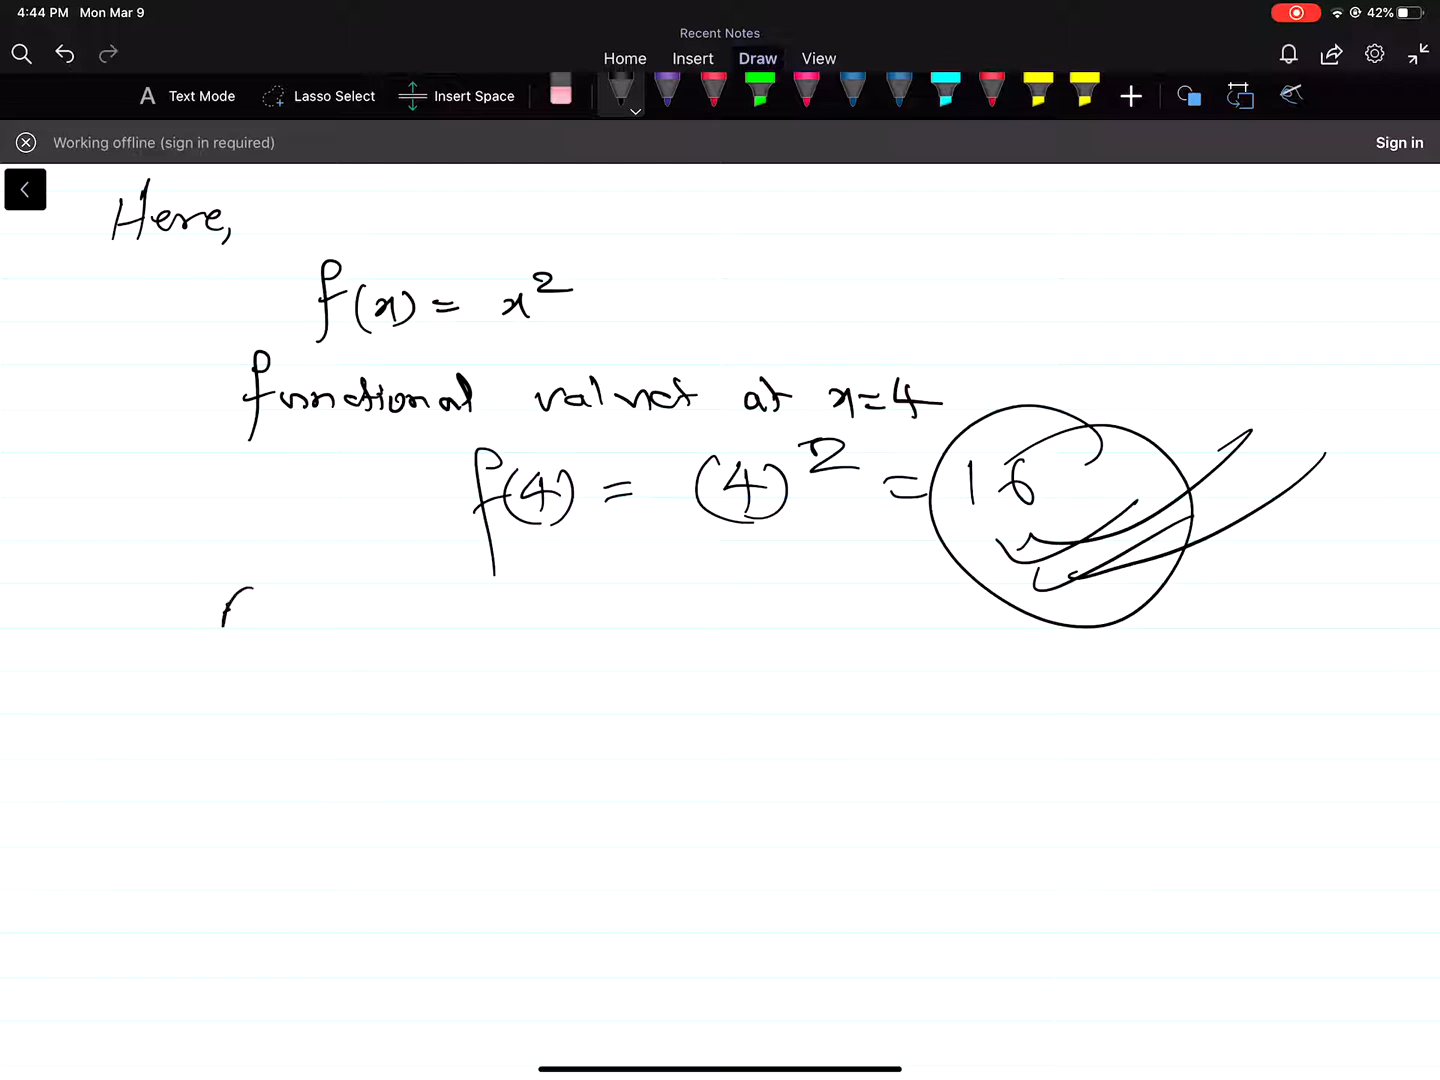 4:44 PM Mon Mar 9
42%
Recent Notes
Home Insert Draw View
Text Mode Lasso Select Insert Space
Working offline (sign in required) Sign in
Here,
f(x) = x²
functional at x=4
f(4) = (4)² = 16